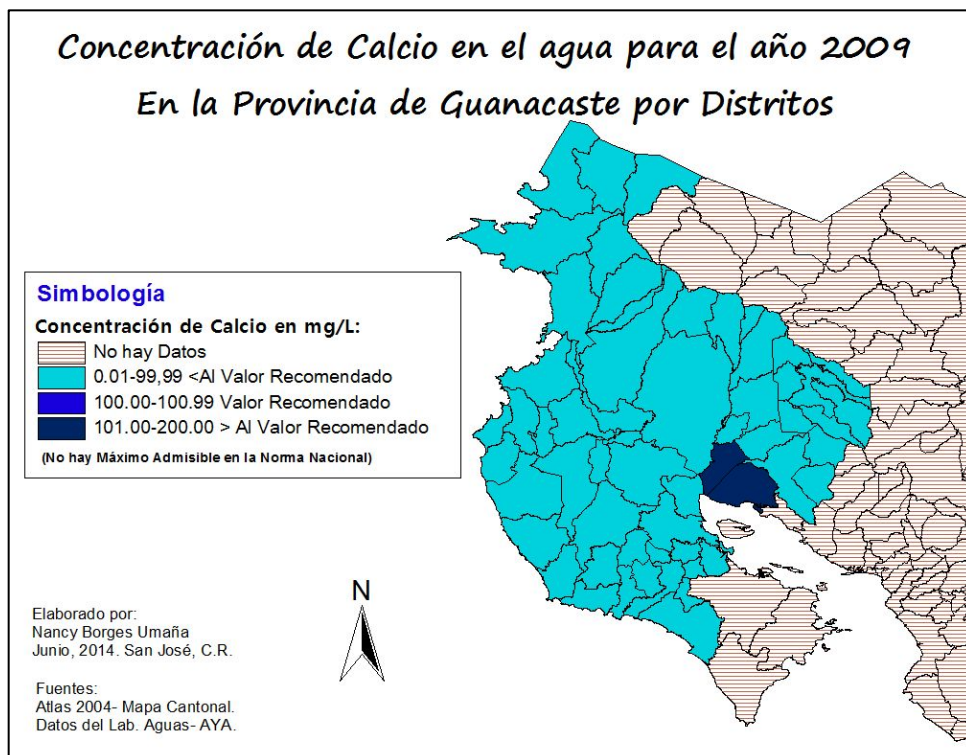 Concentración de Calcio en el agua para el año 2009
En la Provincia de Guanacaste por Distritos
Simbología
Concentración de Calcio en mg/L:
No hay Datos
0.01-99,99 <Al Valor Recomendado
100.00-100.99 Valor Recomendado
101.00-200.00 > Al Valor Recomendado
(No hay Máximo Admisible en la Norma Nacional)
N
Elaborado por:
Nancy Borges Umaña
Junio, 2014. San José, C.R.
Fuentes:
Atlas 2004- Mapa Cantonal.
Datos del Lab. Aguas- AYA.